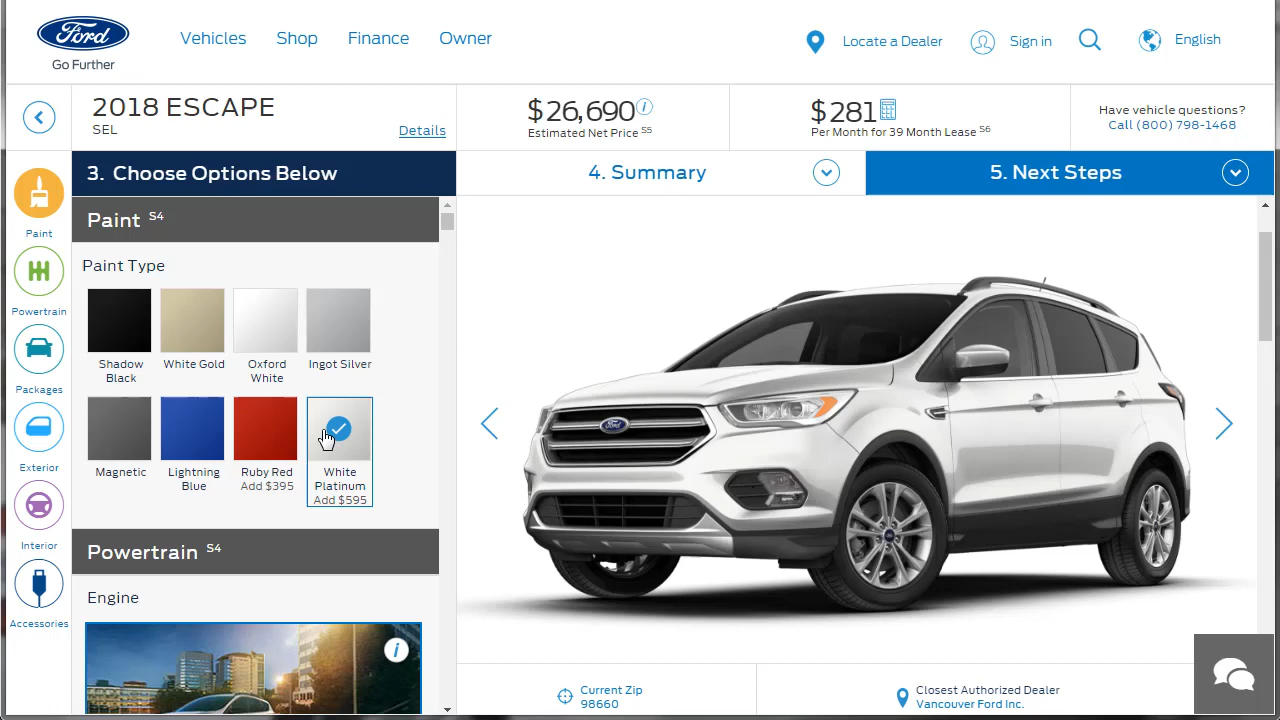 Ford
Go Further
Vehicles
Shop
Finance
Owner
Locate a Dealer
Sign in
English
2018 ESCAPE
SEL
Details
$26,690 i
Estimated Net Price S5
$281
Per Month for 39 Month Lease S6
Have vehicle questions?
Call (800) 798-1468
3. Choose Options Below
4. Summary
5. Next Steps
Paint
Powertrain
Packages
Exterior
Interior
Accessories
Paint S4
Paint Type
Shadow
Black
White Gold
Oxford
White
Ingot Silver
Magnetic
Lightning
Blue
Ruby Red
Add $395
White
Platinum
Add $595
Powertrain S4
Engine
i
Ford
Current Zip
98660
Closest Authorized Dealer
Vancouver Ford Inc.